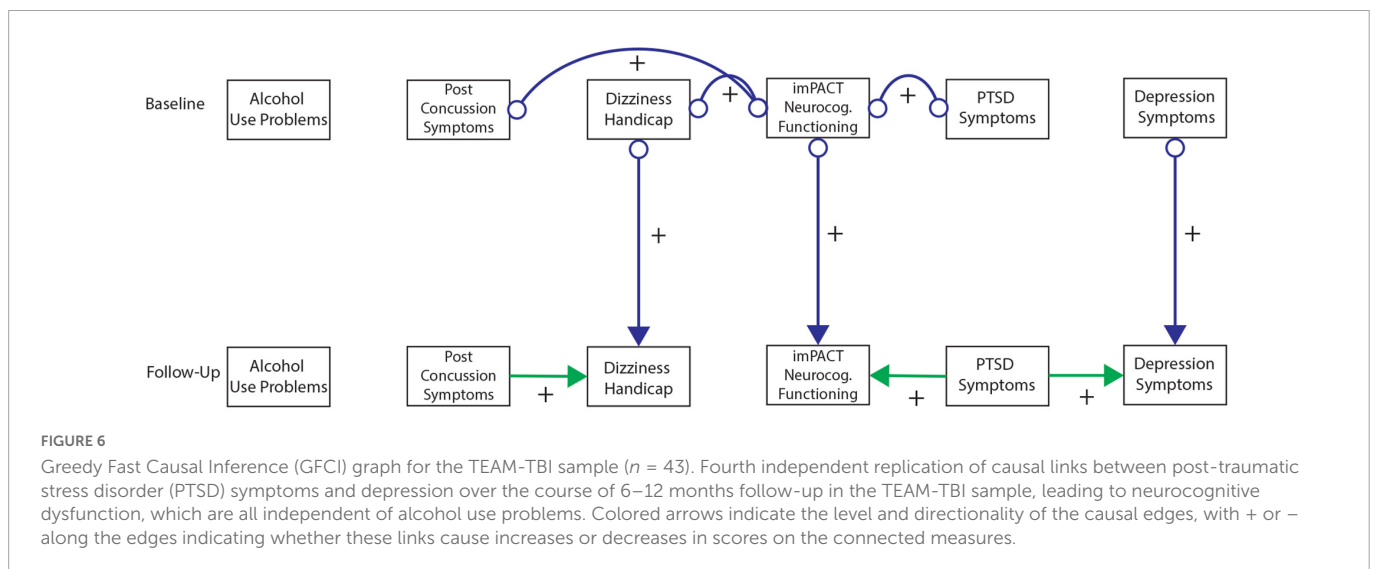 +
Baseline
Alcohol
Use Problems
Post
Concussion
Symptoms
Dizziness
Handicap
+
imPACT
Neurocog.
Functioning
+
PTSD
Symptoms
Depression
Symptoms
+
+
+
Follow-Up
Alcohol
Use Problems
Post
Concussion
Symptoms
+
Dizziness
Handicap
imPACT
Neurocog.
Functioning
+
PTSD
Symptoms
+
Depression
Symptoms
FIGURE 6
Greedy Fast Causal Inference (GFCI) graph for the TEAM-TBI sample (n = 43). Fourth independent replication of causal links between post-traumatic
stress disorder (PTSD) symptoms and depression over the course of 6–12 months follow-up in the TEAM-TBI sample, leading to neurocognitive
dysfunction, which are all independent of alcohol use problems. Colored arrows indicate the level and directionality of the causal edges, with + or –
along the edges indicating whether these links cause increases or decreases in scores on the connected measures.